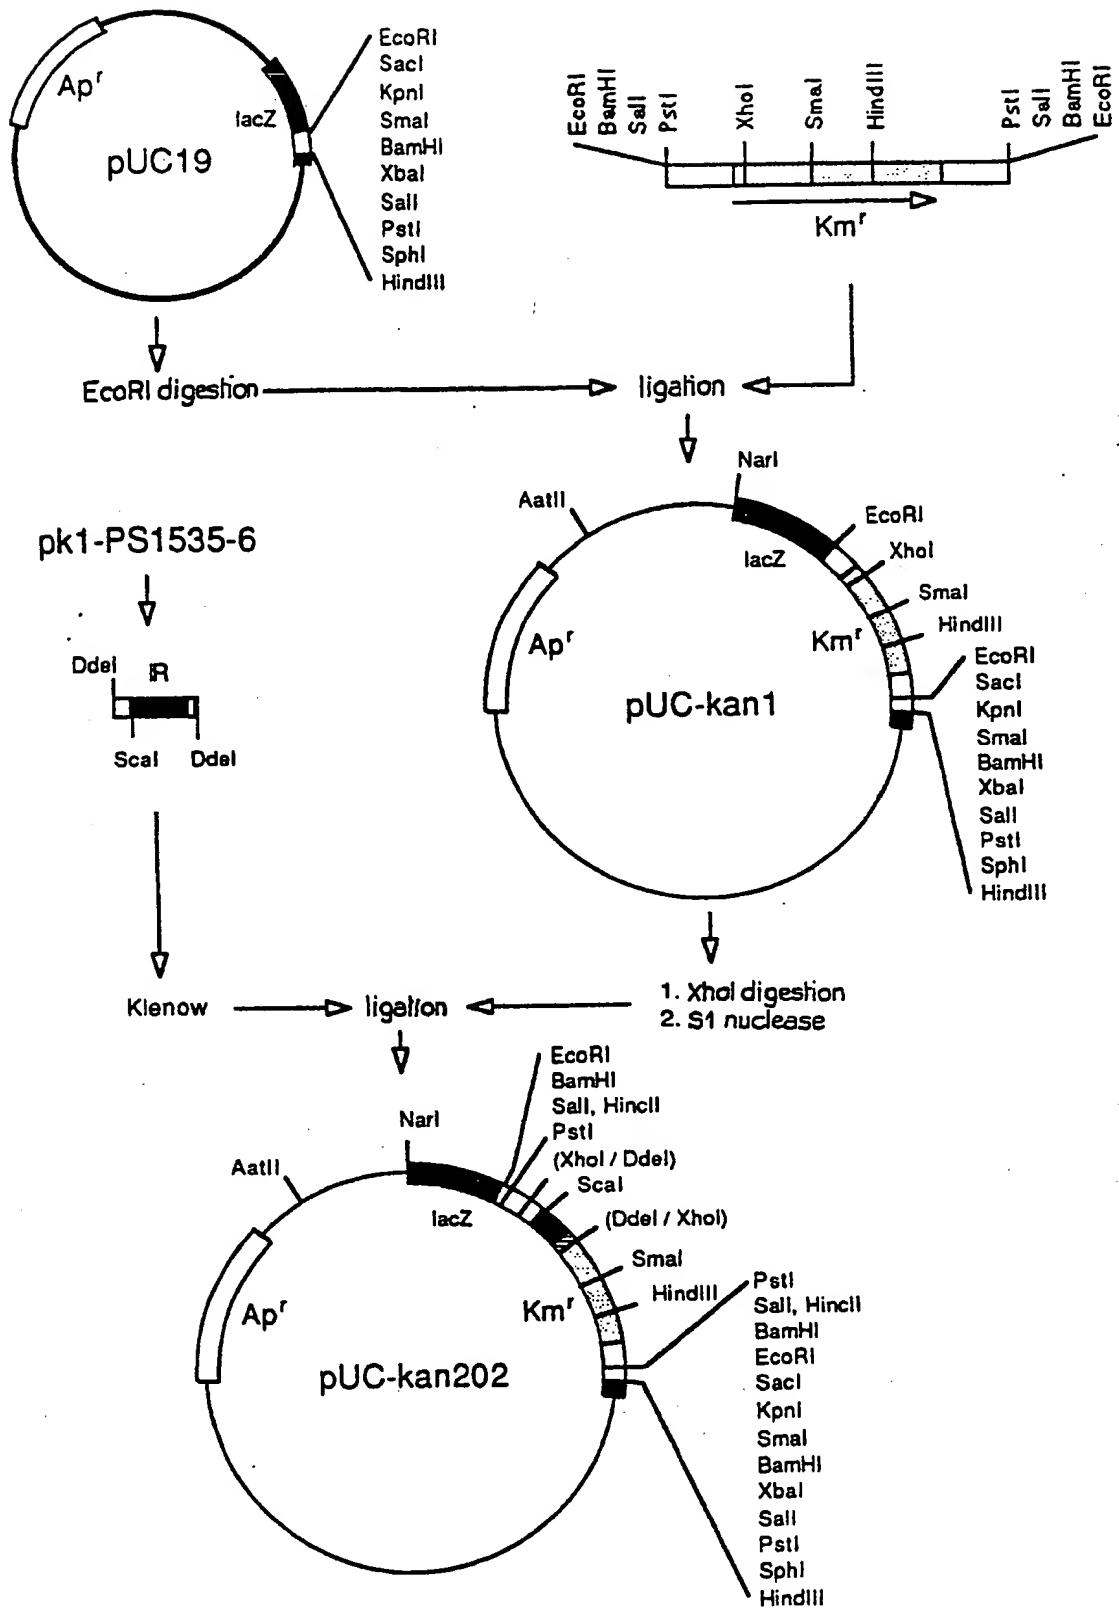 Ap^r
pUC19
lacZ
EcoRI
SacI
KpnI
SmaI
BamHI
XbaI
SalI
PstI
SphI
HindIII
EcoRI
BamHI
SalI
PstI
XhoI
SmaI
HindIII
PstI
SalI
BamHI
EcoRI
Km^r
EcoRI digestion
ligation
pk1-PS1535-6
DdeI
IR
ScaI
DdeI
NarI
AatII
lacZ
EcoRI
XhoI
SmaI
HindIII
Ap^r
Km^r
pUC-kan1
EcoRI
SacI
KpnI
SmaI
BamHI
XbaI
SalI
PstI
SphI
HindIII
Klenow
ligation
1. XhoI digestion
2. S1 nuclease
EcoRI
BamHI
SalI, HincII
PstI
(XhoI / DdeI)
ScaI
(DdeI / XhoI)
SmaI
HindIII
NarI
AatII
lacZ
Ap^r
Km^r
pUC-kan202
PstI
SalI, HincII
BamHI
EcoRI
SacI
KpnI
SmaI
BamHI
XbaI
SalI
PstI
SphI
HindIII